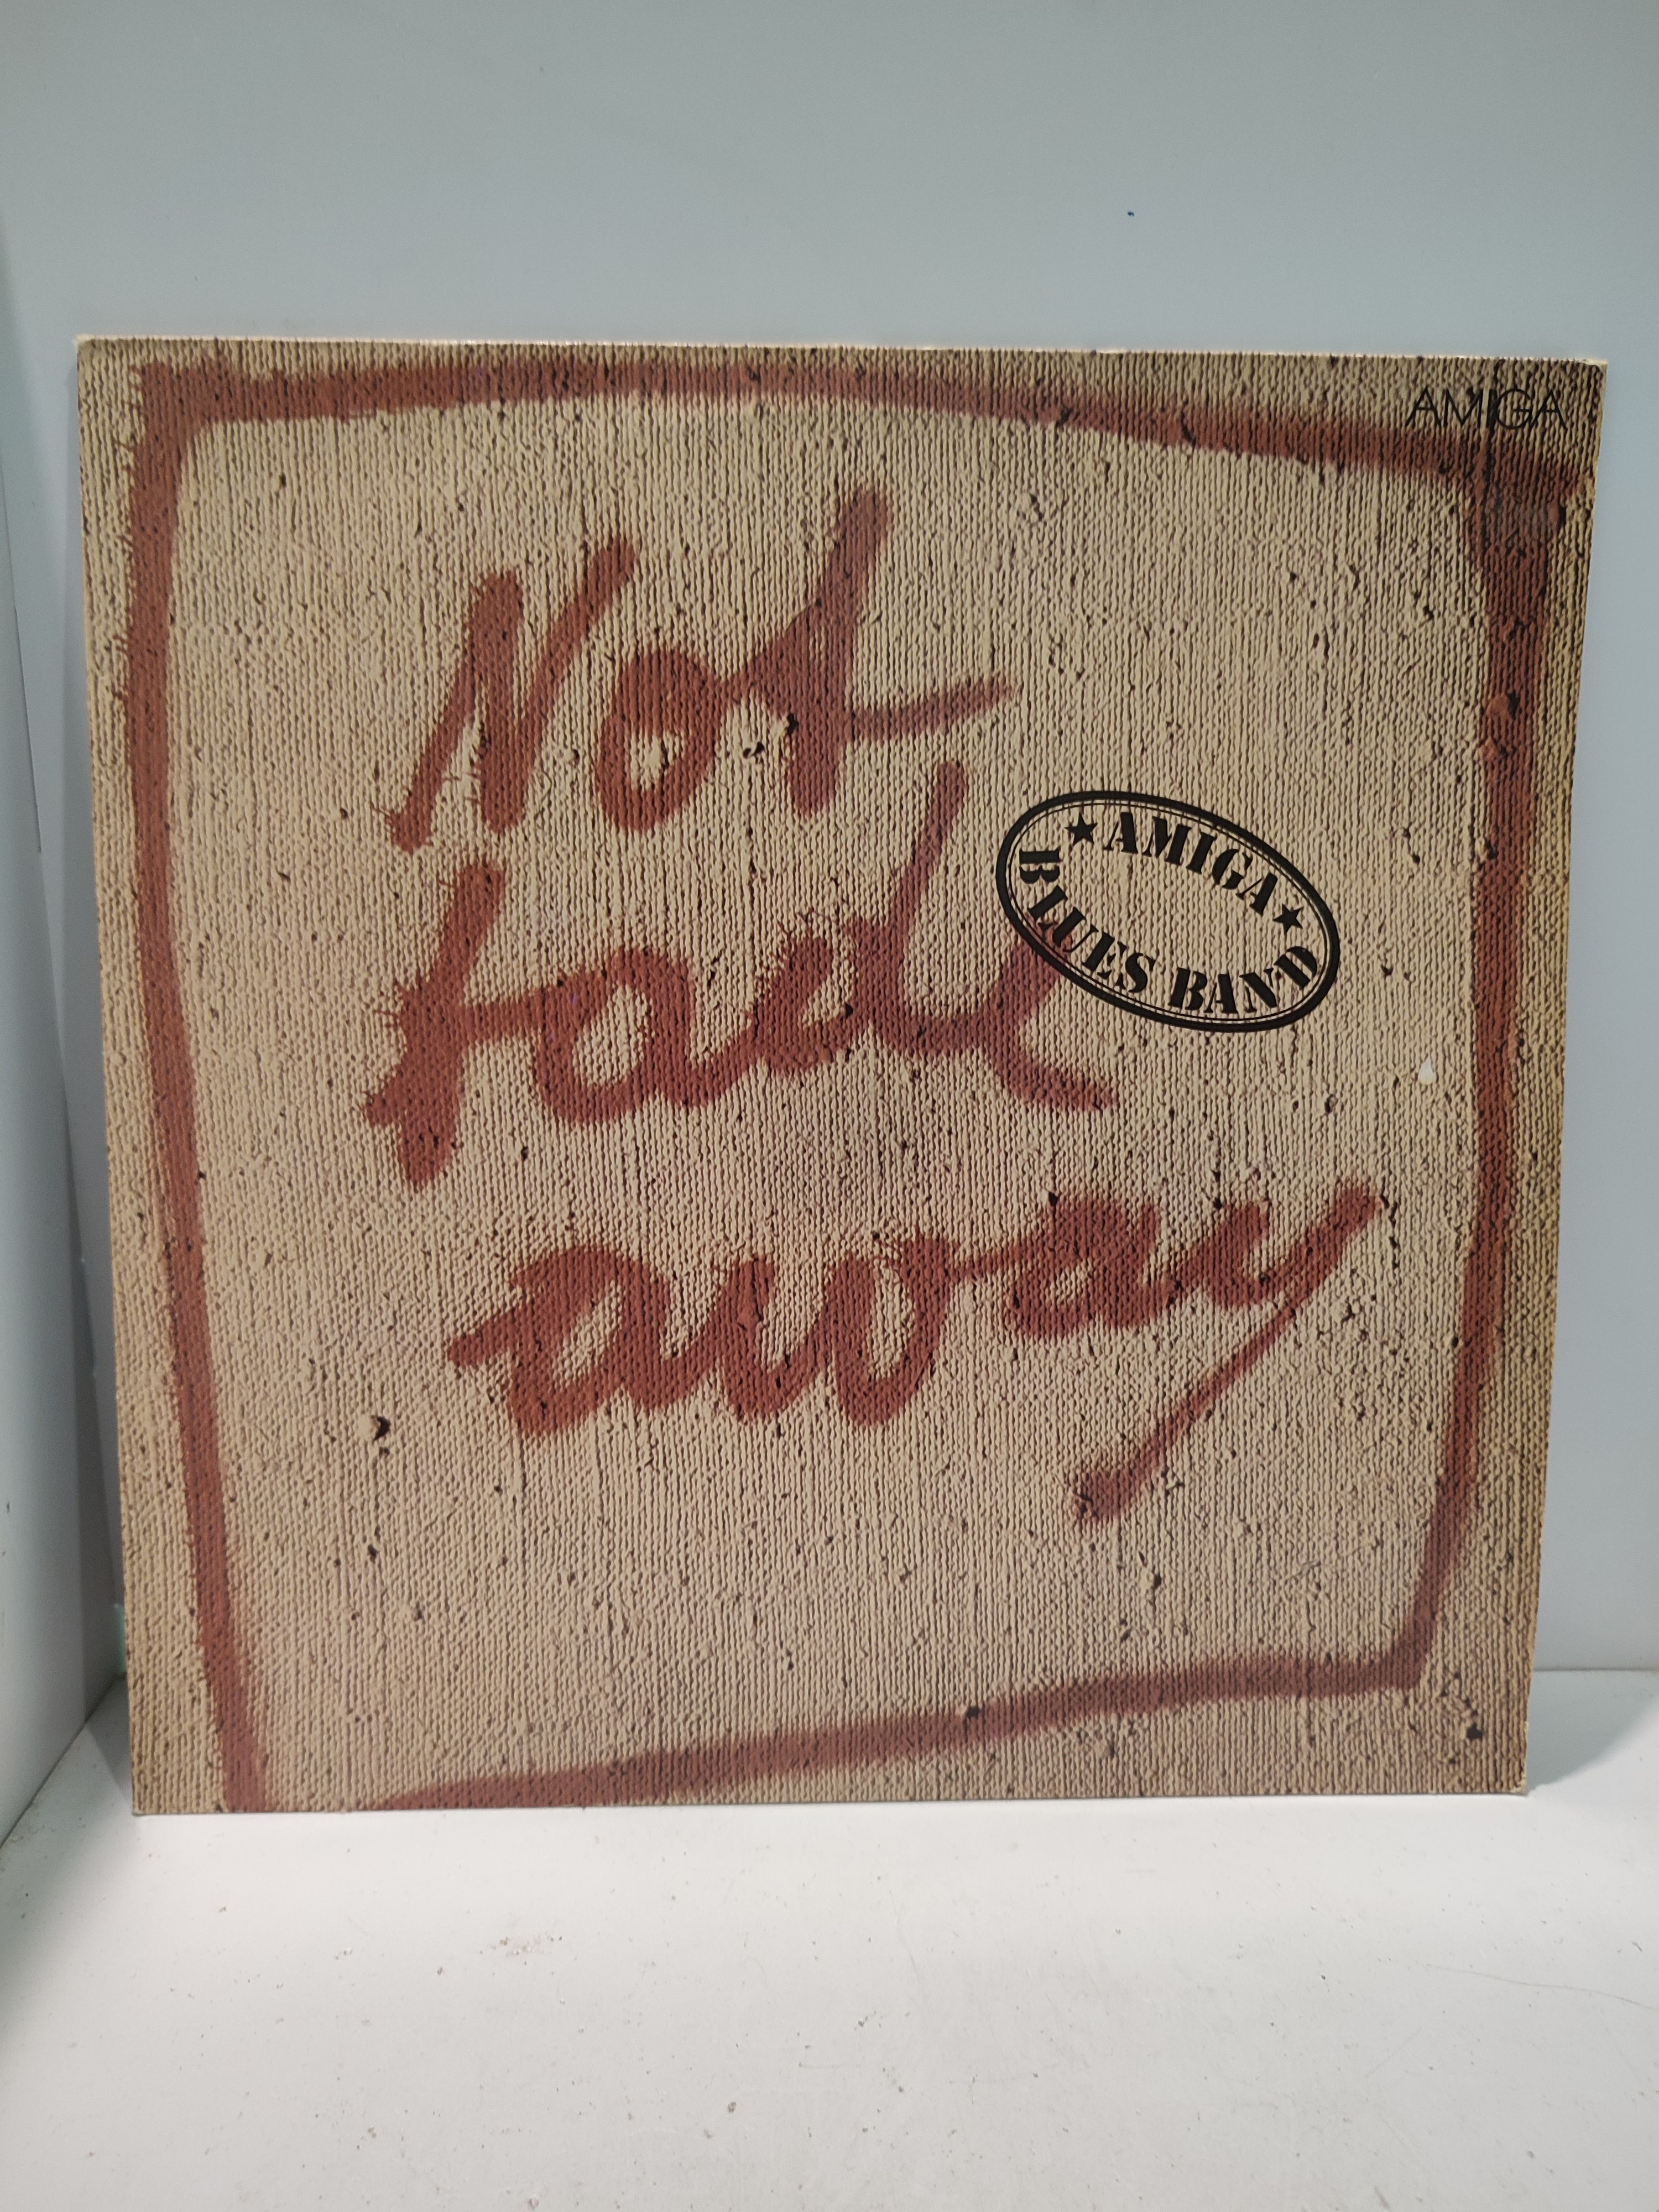 AMIGA
Not
fade
away
★ AMIGA ★
BLUES BAND